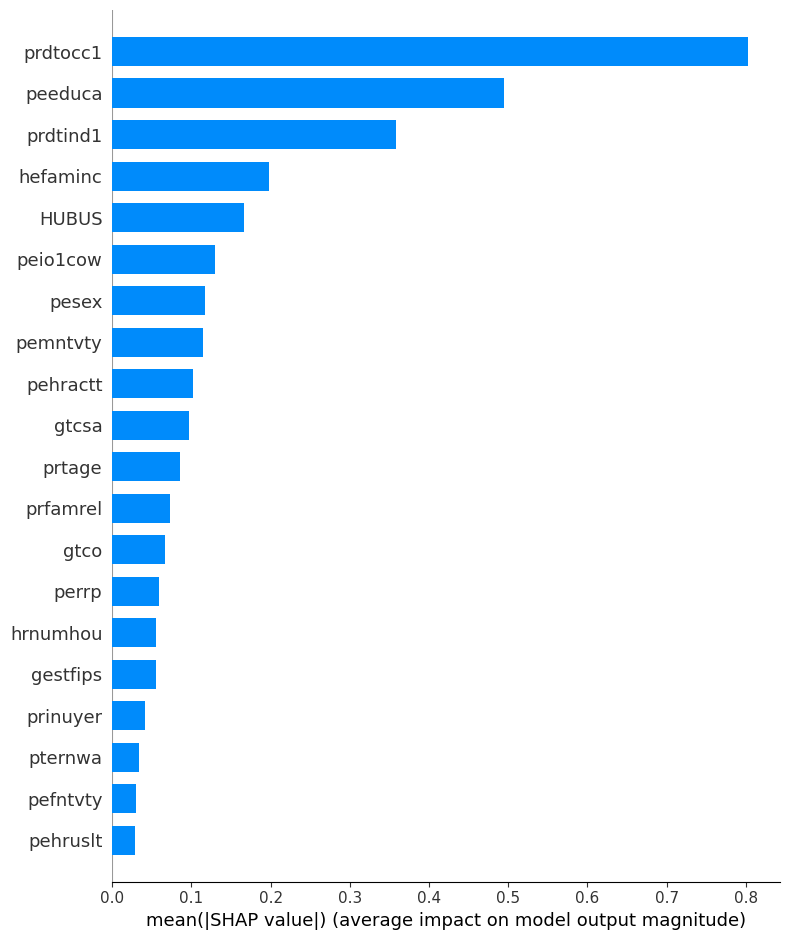 prdtocc1
peeduca
prdtind1
hefaminc
HUBUS
peio1cow
pesex
pemntvty
pehractt
gtcsa
prtage
prfamrel
gtco
perrp
hrnumhou
gestfips
prinuyer
pternwa
pefntvty
pehruslt
0.0 0.1 0.2 0.3 0.4 0.5 0.6 0.7 0.8
mean(|SHAP value|) (average impact on model output magnitude)